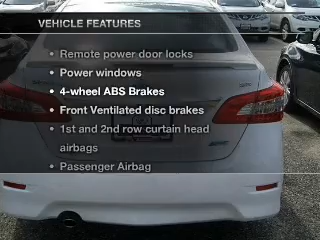 VEHICLE FEATURES
• Remote power door locks
• Power windows
• 4-wheel ABS Brakes
• Front Ventilated disc brakes
• 1st and 2nd row curtain head
airbags
• Passenger Airbag
SR